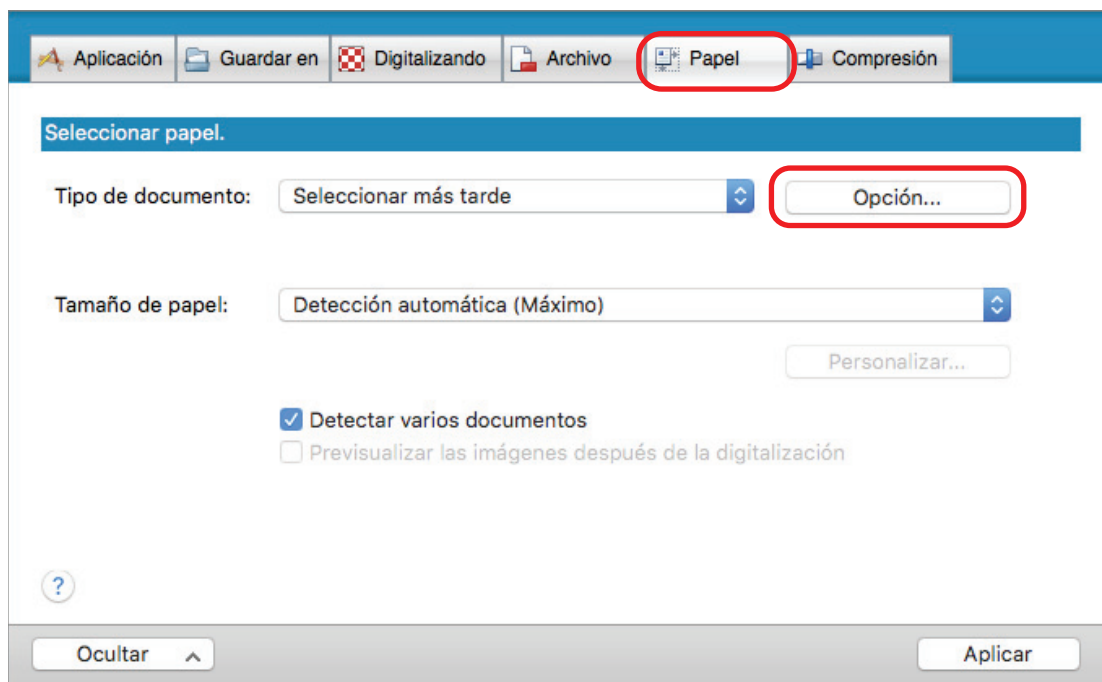 Aplicación Guardar en Digitalizando Archivo Papel Compresión
Seleccionar papel.
Tipo de documento: Seleccionar más tarde Opción...
Tamaño de papel: Detección automática (Máximo)
Personalizar...
Detectar varios documentos
Previsualizar las imágenes después de la digitalización
?
Ocultar Aplicar